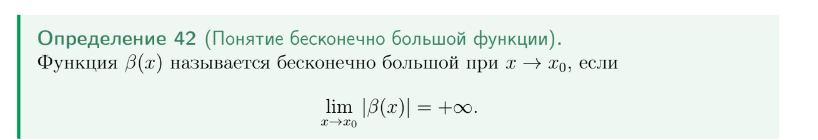 Определение 42 (Понятие бесконечно большой функции).
Функция β(x) называется бесконечно большой при x → x₀, если
lim |β(x)| = +∞.
x→x₀